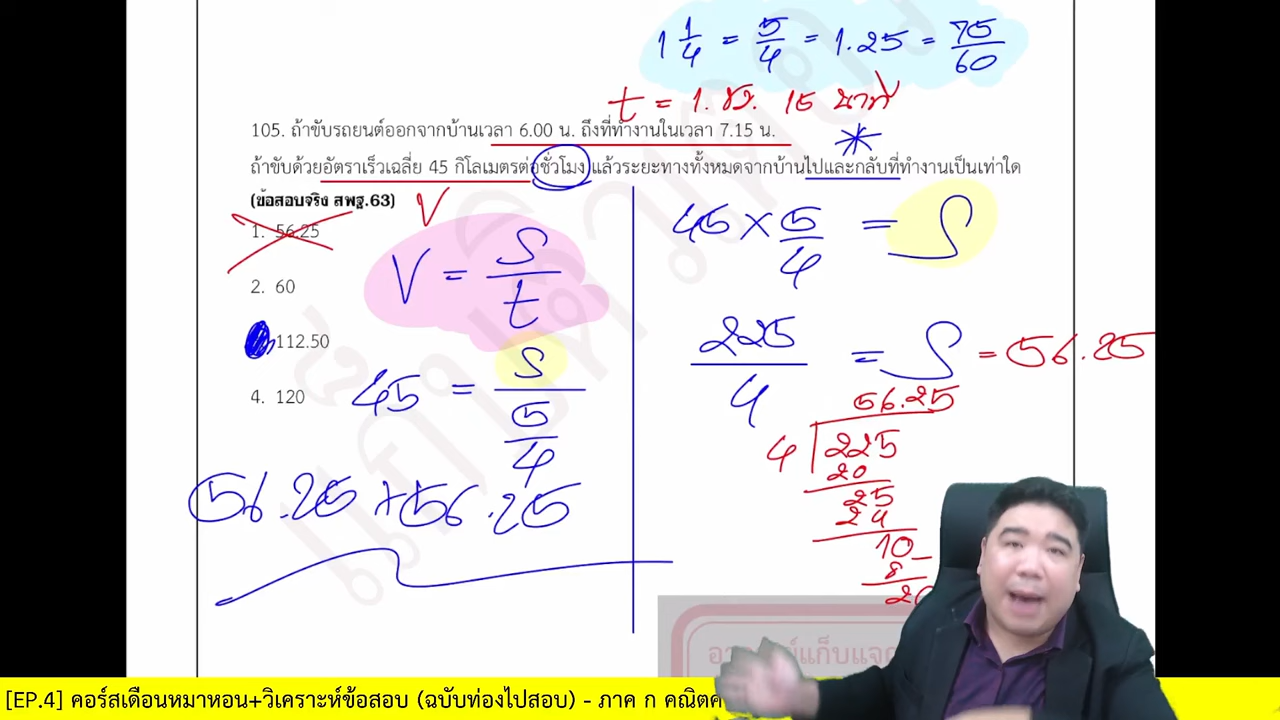 1 1/4 = 5/4 = 1.25 = 75/60
t = 1. ชั่ว. 15 นาที
105. ถ้าขับรถยนต์ออกจากบ้านเวลา 6.00 น. ถึงที่ทำงานในเวลา 7.15 น.
ถ้าขับด้วยอัตราเร็วเฉลี่ย 45 กิโลเมตรต่อชั่วโมง แล้วระยะทางทั้งหมดจากบ้านไปและกลับที่ทำงานเป็นเท่าใด
(ข้อสอบจริง สพฐ.63)
V
1. 56.25
2. 60
112.50
4. 120
V = S/t
45 = S/(5/4)
56.25 + 56.25
45 × 5/4 = S
225/4 = S = 56.25
56.25
4 225
20
25
24
10
8
20
[EP.4] คอร์สเดือนหมาหอน+วิเคราะห์ข้อสอบ (ฉบับท่องไปสอบ) - ภาค ก คณิตศ